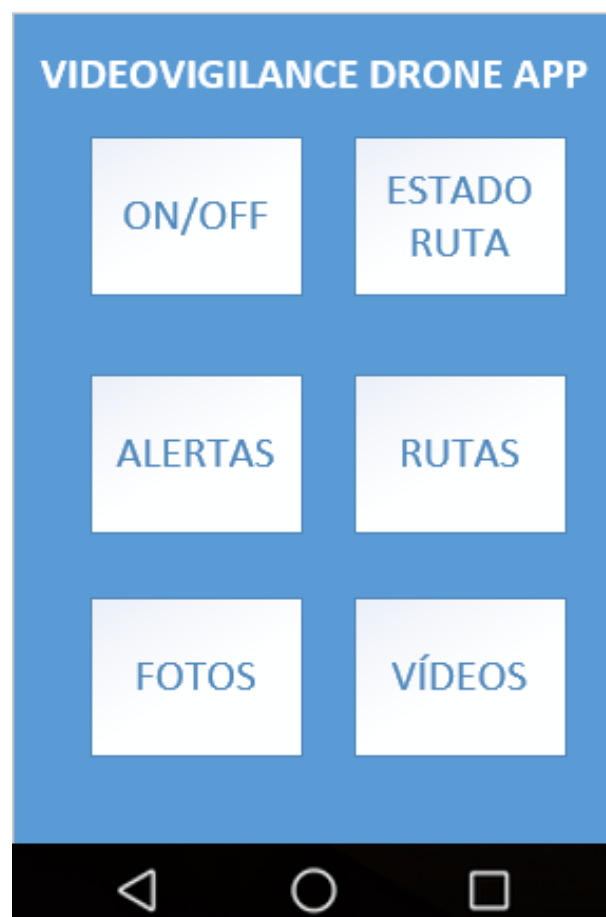 VIDEOVIGILANCE DRONE APP
ON/OFF
ESTADO
RUTA
ALERTAS
RUTAS
FOTOS
VÍDEOS